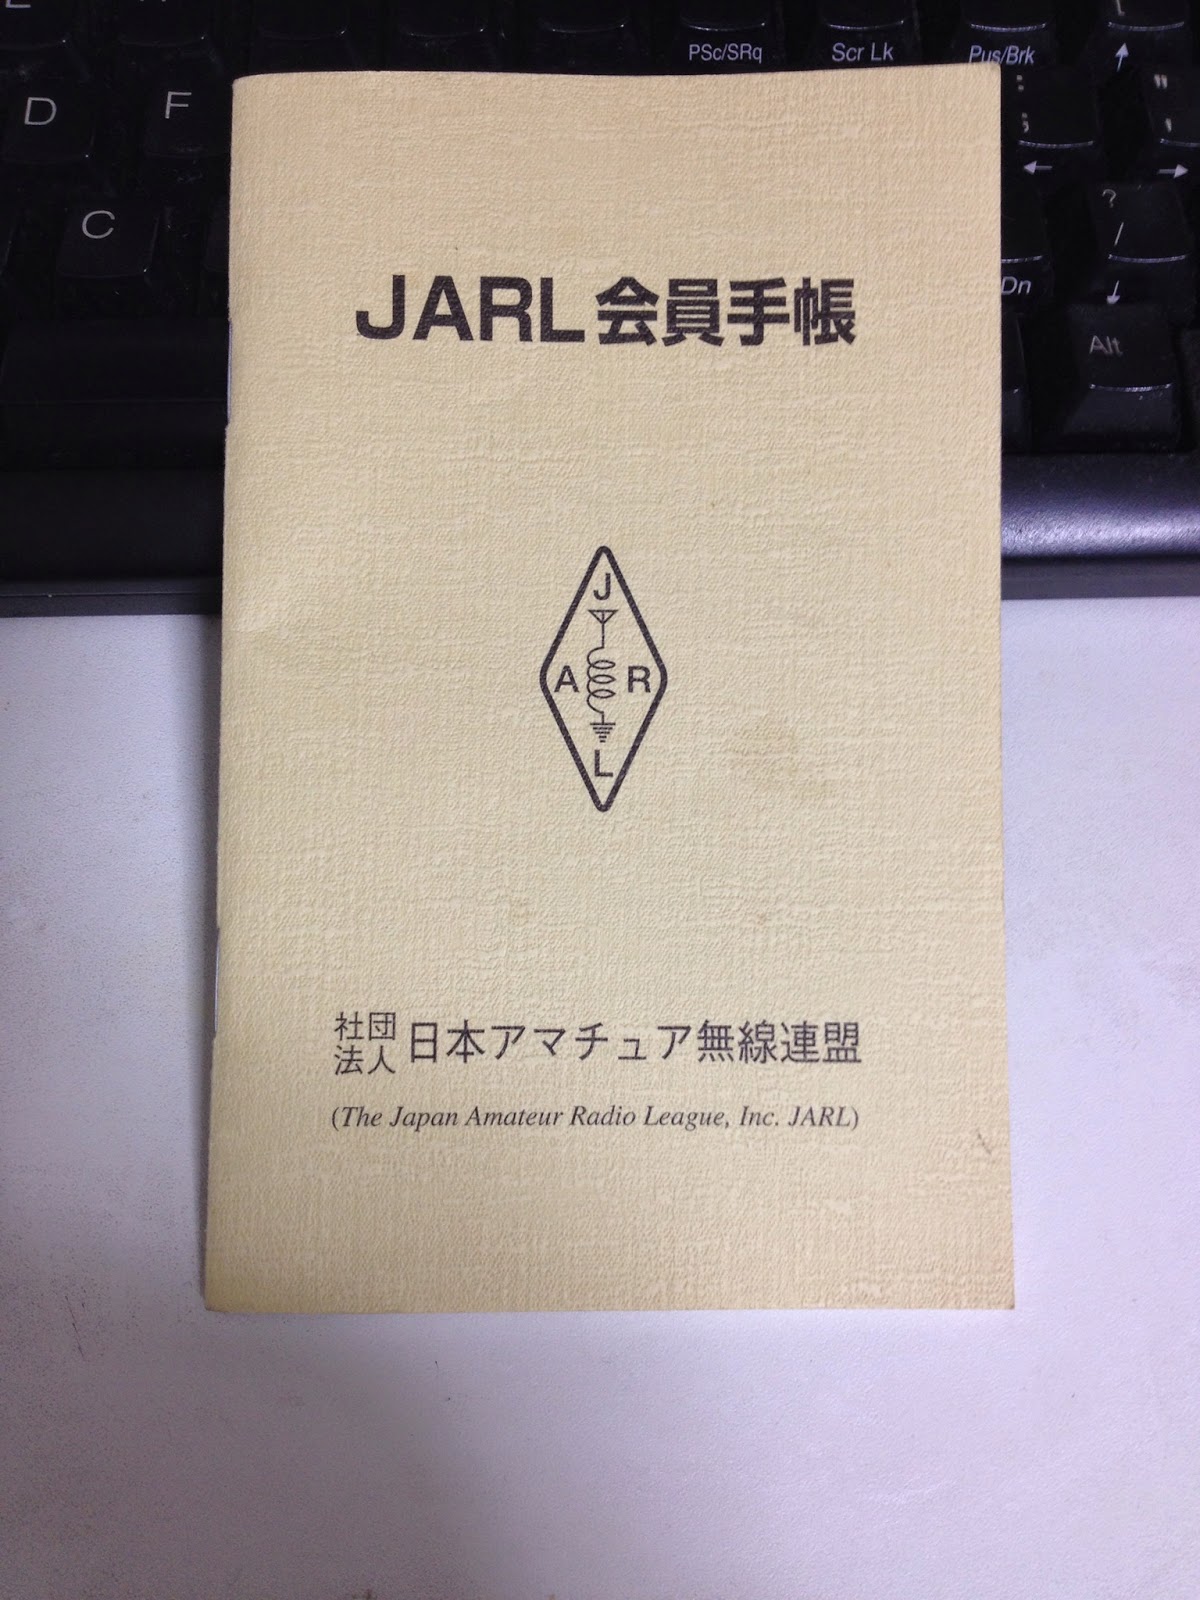 PSc/SRq Scr Lk Pus/Brk
D F
: ;
" '
C
? /
Dn
Alt
JARL会員手帳
J
A R
L
社団法人 日本アマチュア無線連盟
(The Japan Amateur Radio League, Inc. JARL)